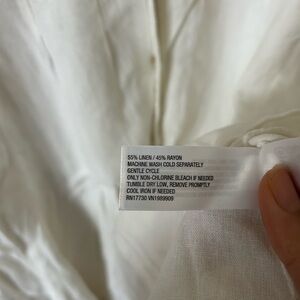 55% LINEN / 45% RAYON
MACHINE WASH COLD SEPARATELY
GENTLE CYCLE
ONLY NON-CHLORINE BLEACH IF NEEDED
TUMBLE DRY LOW, REMOVE PROMPTLY
COOL IRON IF NEEDED
RN17730 VN1989909